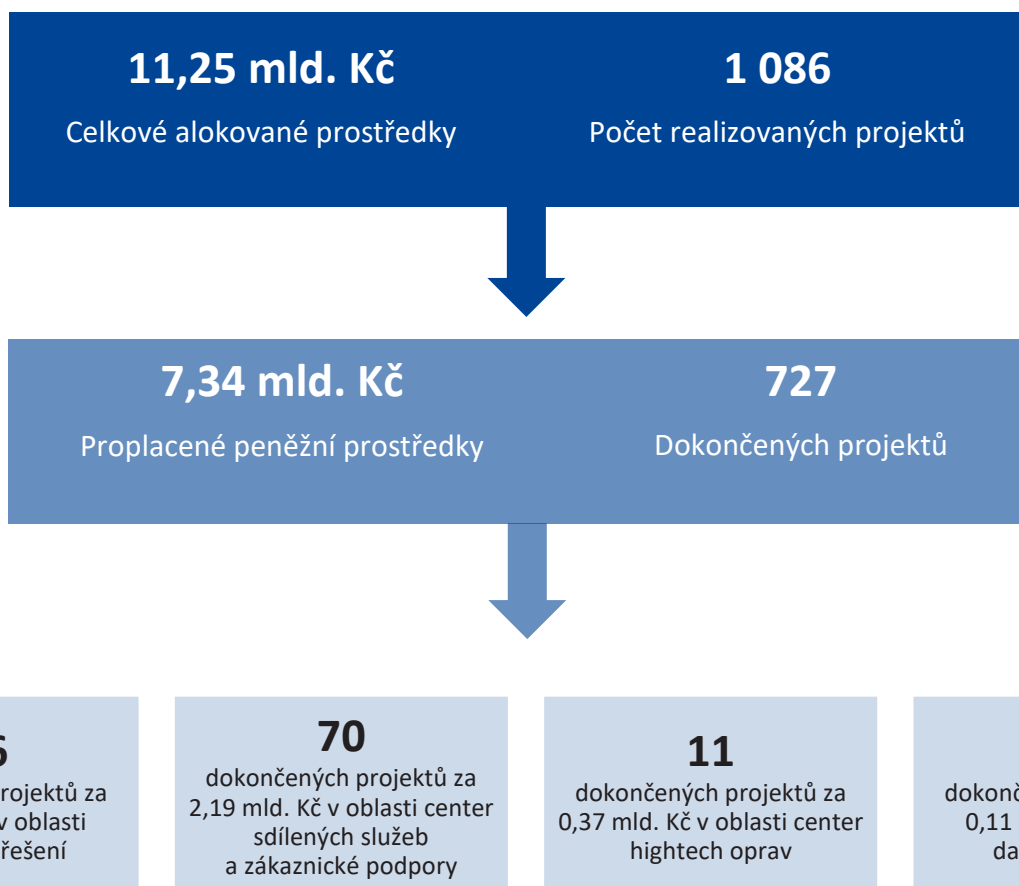 11,25 mld. Kč
Celkové alokované prostředky
1 086
Počet realizovaných projektů
7,34 mld. Kč
Proplacené peněžní prostředky
727
Dokončených projektů
rojektů za
v oblasti
řešení
70
dokončených projektů za
2,19 mld. Kč v oblasti center
sdílených služeb
a zákaznické podpory
11
dokončených projektů za
0,37 mld. Kč v oblasti center
hightech oprav
dokonč
0,11
da